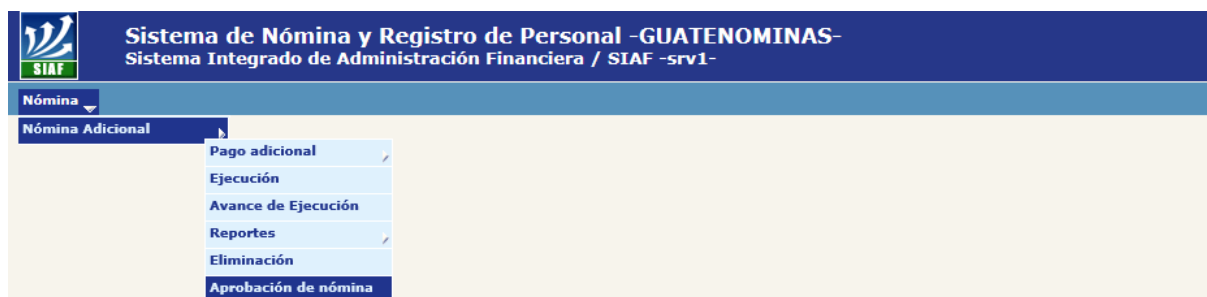 SIAF
Sistema de Nómina y Registro de Personal -GUATENOMINAS-
Sistema Integrado de Administración Financiera / SIAF -srv1-
Nómina
Nómina Adicional
Pago adicional
Ejecución
Avance de Ejecución
Reportes
Eliminación
Aprobación de nómina